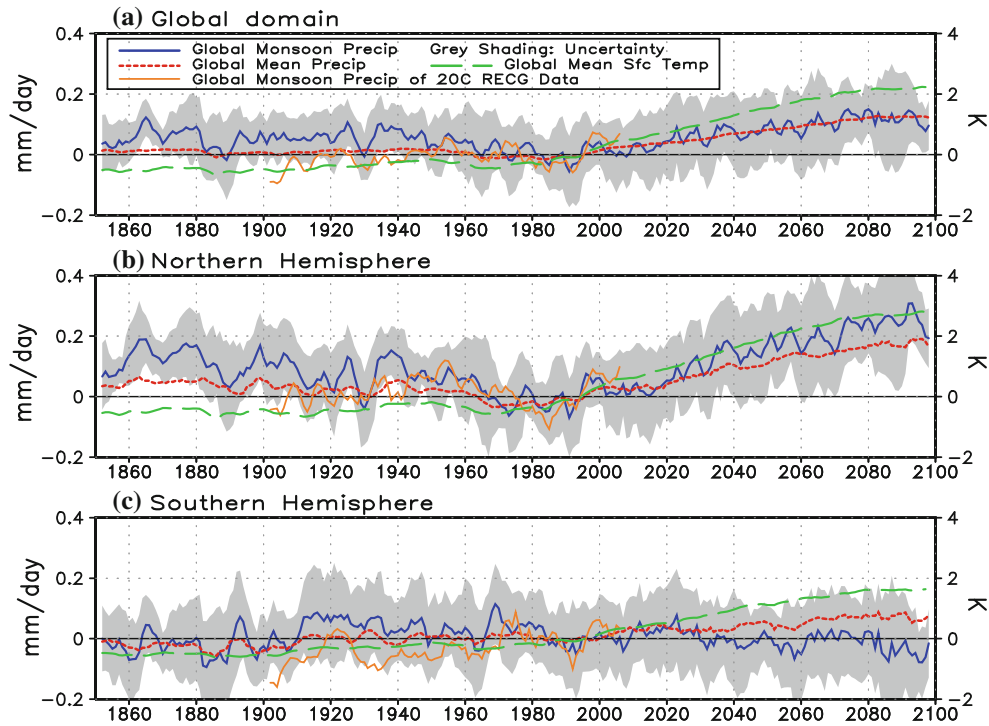 (a) Global domain
0.4
0.2
0
−0.2
mm/day
Global Monsoon Precip
Grey Shading: Uncertainty
Global Mean Precip
Global Mean Sfc Temp
Global Monsoon Precip of 20C RECG Data
4
2
0
−2
K
1860 1880 1900 1920 1940 1960 1980 2000 2020 2040 2060 2080 2100
(b) Northern Hemisphere
0.4
0.2
0
−0.2
mm/day
4
2
0
−2
K
1860 1880 1900 1920 1940 1960 1980 2000 2020 2040 2060 2080 2100
(c) Southern Hemisphere
0.4
0.2
0
−0.2
mm/day
4
2
0
−2
K
1860 1880 1900 1920 1940 1960 1980 2000 2020 2040 2060 2080 2100